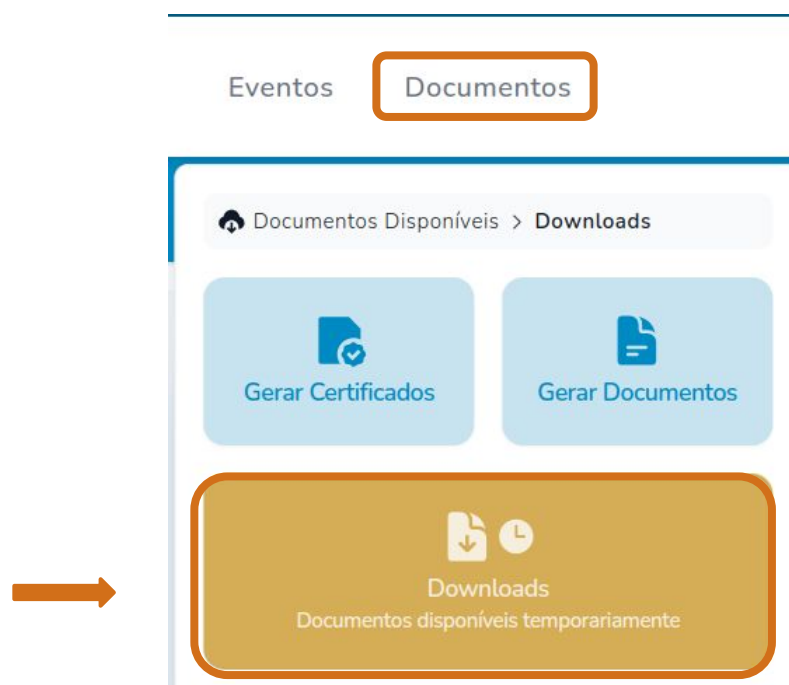 Eventos Documentos
Documentos Disponíveis > Downloads
Gerar Certificados Gerar Documentos
Downloads
Documentos disponíveis temporariamente